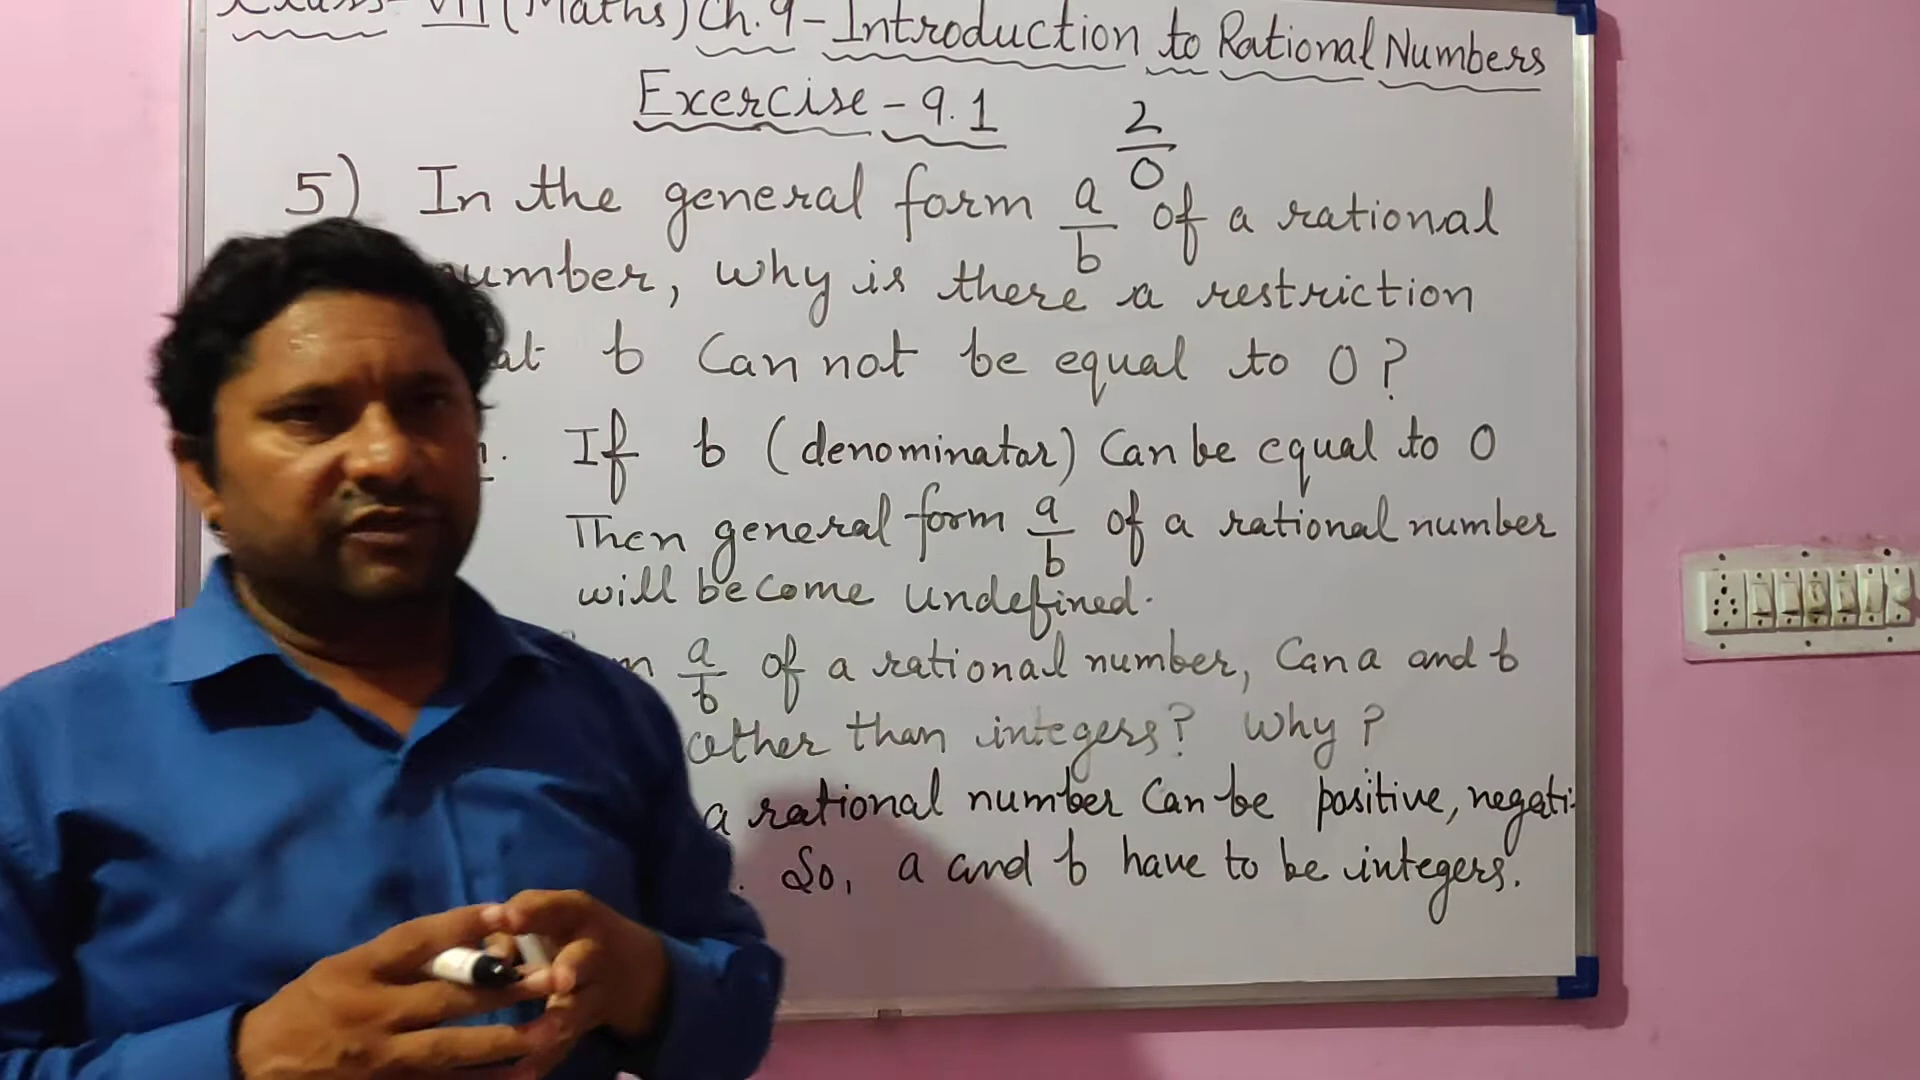 Class-VII (Maths) Ch.9-Introduction to Rational Numbers
Exercise-9.1
2/0
5) In the general form a/b of a rational
number, why is there a restriction
at b Can not be equal to 0?
If b (denominator) Can be equal to 0
Then general form a/b of a rational number
will become undefined.
a/b of a rational number, Can a and b
other than integers? Why?
a rational number Can be positive, negati-
So, a and b have to be integers.